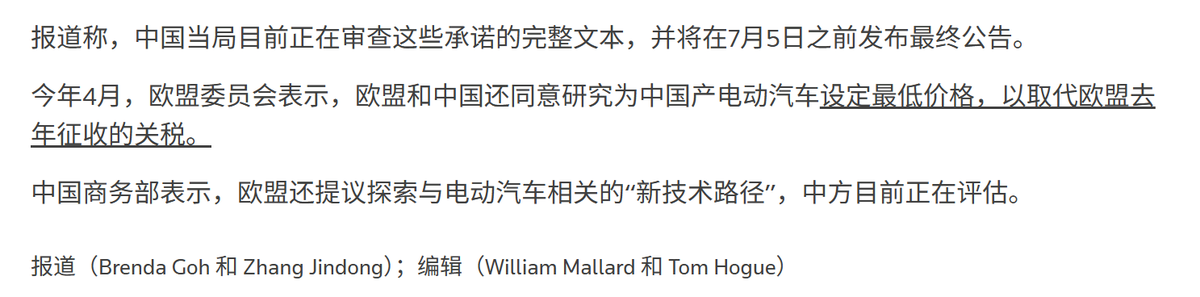 报道称，中国当局目前正在审查这些承诺的完整文本，并将在7月5日之前发布最终公告。
今年4月，欧盟委员会表示，欧盟和中国还同意研究为中国产电动汽车设定最低价格，以取代欧盟去
年征收的关税。
中国商务部表示，欧盟还提议探索与电动汽车相关的“新技术路径”，中方目前正在评估。
报道（Brenda Goh 和 Zhang Jindong）；编辑（William Mallard 和 Tom Hogue）